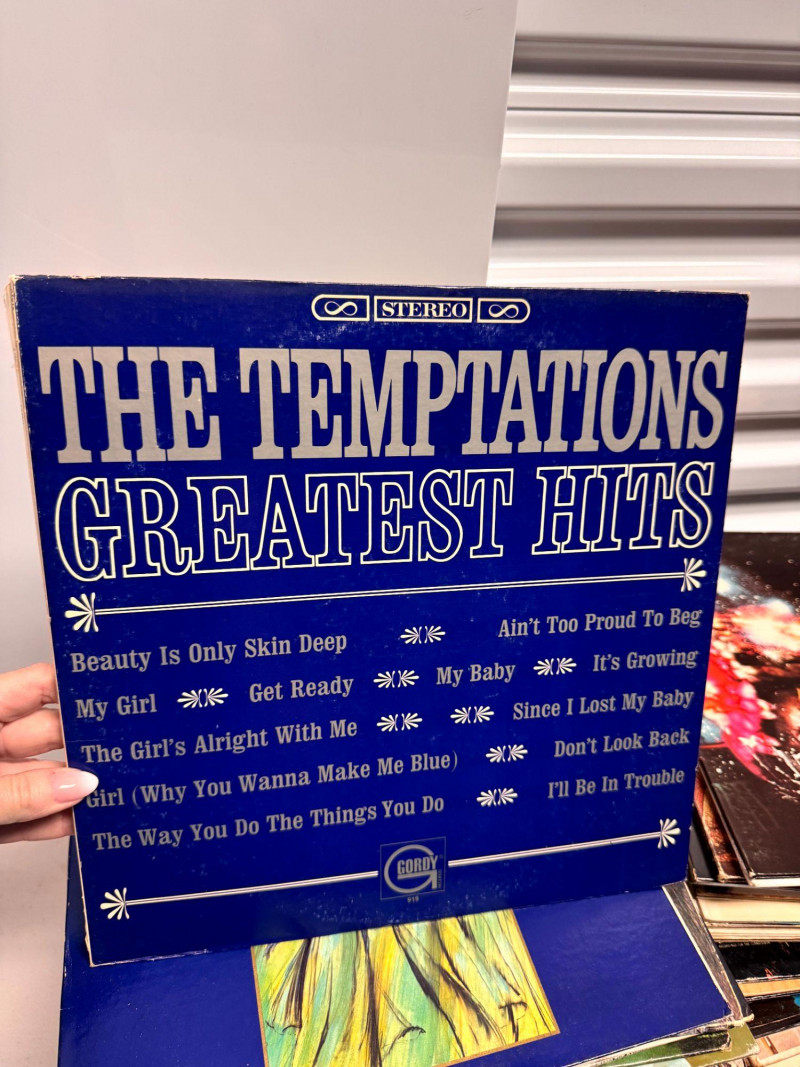 STEREO
THE TEMPTATIONS
GREATEST HITS
Beauty Is Only Skin Deep Ain't Too Proud To Beg
My Girl Get Ready My Baby It's Growing
The Girl's Alright With Me Since I Lost My Baby
Girl (Why You Wanna Make Me Blue) Don't Look Back
The Way You Do The Things You Do I'll Be In Trouble
GORDY
919